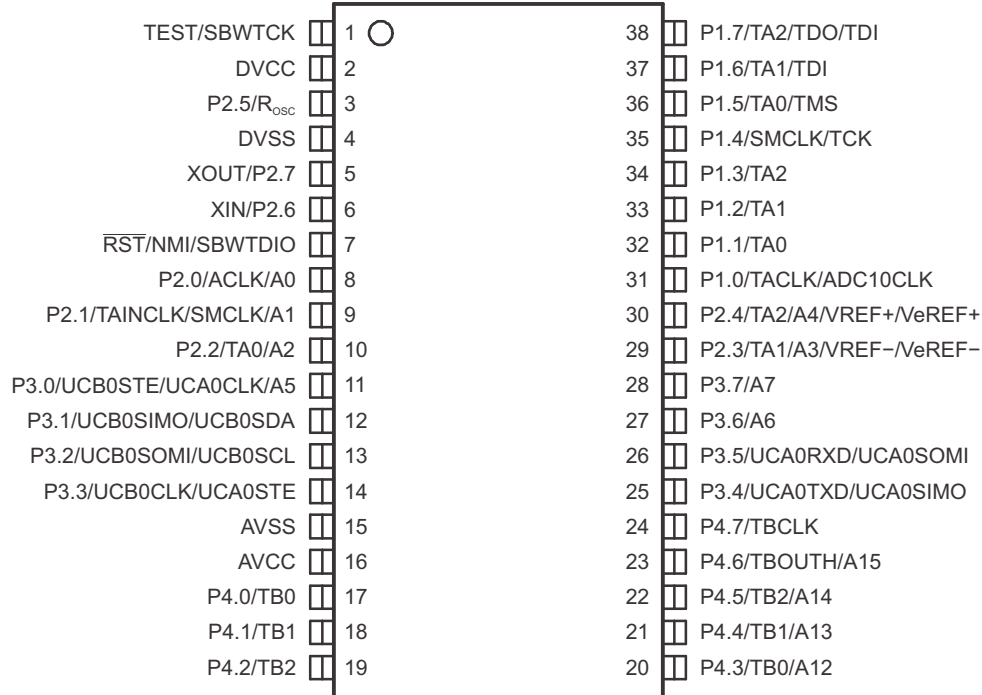 TEST/SBWTCK 1 38 P1.7/TA2/TDO/TDI
DVCC 2 37 P1.6/TA1/TDI
P2.5/ROSC 3 36 P1.5/TA0/TMS
DVSS 4 35 P1.4/SMCLK/TCK
XOUT/P2.7 5 34 P1.3/TA2
XIN/P2.6 6 33 P1.2/TA1
RST/NMI/SBWTDIO 7 32 P1.1/TA0
P2.0/ACLK/A0 8 31 P1.0/TACLK/ADC10CLK
P2.1/TAINCLK/SMCLK/A1 9 30 P2.4/TA2/A4/VREF+/VeREF+
P2.2/TA0/A2 10 29 P2.3/TA1/A3/VREF−/VeREF−
P3.0/UCB0STE/UCA0CLK/A5 11 28 P3.7/A7
P3.1/UCB0SIMO/UCB0SDA 12 27 P3.6/A6
P3.2/UCB0SOMI/UCB0SCL 13 26 P3.5/UCA0RXD/UCA0SOMI
P3.3/UCB0CLK/UCA0STE 14 25 P3.4/UCA0TXD/UCA0SIMO
AVSS 15 24 P4.7/TBCLK
AVCC 16 23 P4.6/TBOUTH/A15
P4.0/TB0 17 22 P4.5/TB2/A14
P4.1/TB1 18 21 P4.4/TB1/A13
P4.2/TB2 19 20 P4.3/TB0/A12